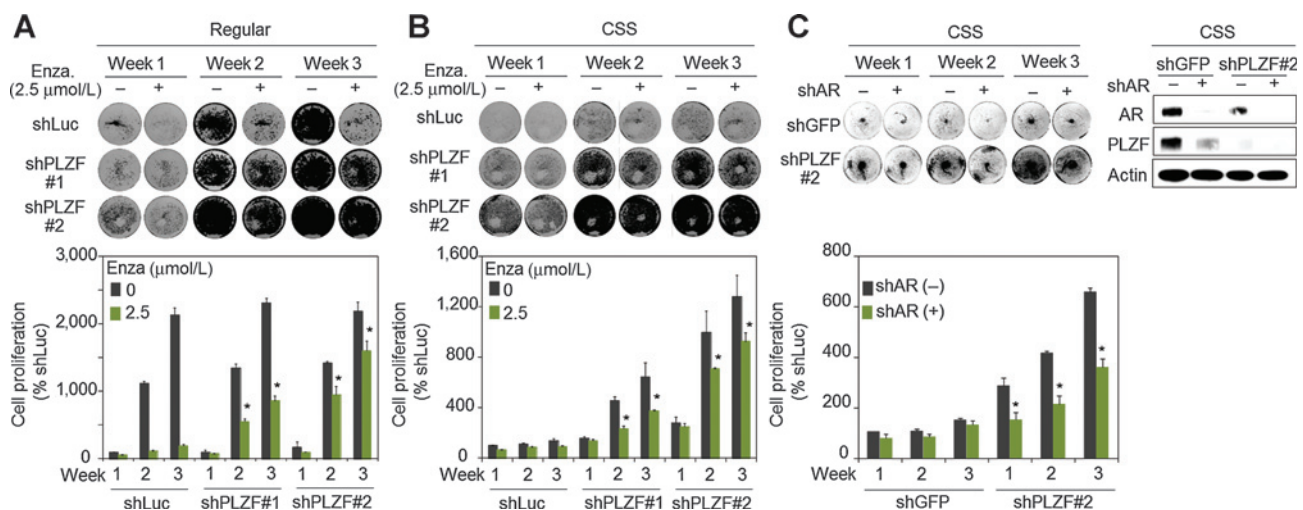 A
Regular
Week 1 Week 2 Week 3
Enza.
(2.5 μmol/L) – + – + – +
shLuc
shPLZF
#1
shPLZF
#2
3,000
2,000
1,000
0
Cell proliferation
(% shLuc)
Enza (μmol/L)
0
2.5
* * * *
Week 1 2 3 1 2 3 1 2 3
shLuc shPLZF#1 shPLZF#2
B
CSS
Week 1 Week 2 Week 3
Enza.
(2.5 μmol/L) – + – + – +
shLuc
shPLZF
#1
shPLZF
#2
1,600
1,200
800
400
0
Cell proliferation
(% shLuc)
Enza (μmol/L)
0
2.5
* * * *
Week 1 2 3 1 2 3 1 2 3
shLuc shPLZF#1 shPLZF#2
C
CSS
Week 1 Week 2 Week 3
shAR – + – + – +
shGFP
shPLZF
#2
CSS
shGFP shPLZF#2
shAR – + – +
AR
PLZF
Actin
800
600
400
200
0
Cell proliferation
(% shLuc)
shAR (–)
shAR (+)
* * *
Week 1 2 3 1 2 3
shGFP shPLZF#2